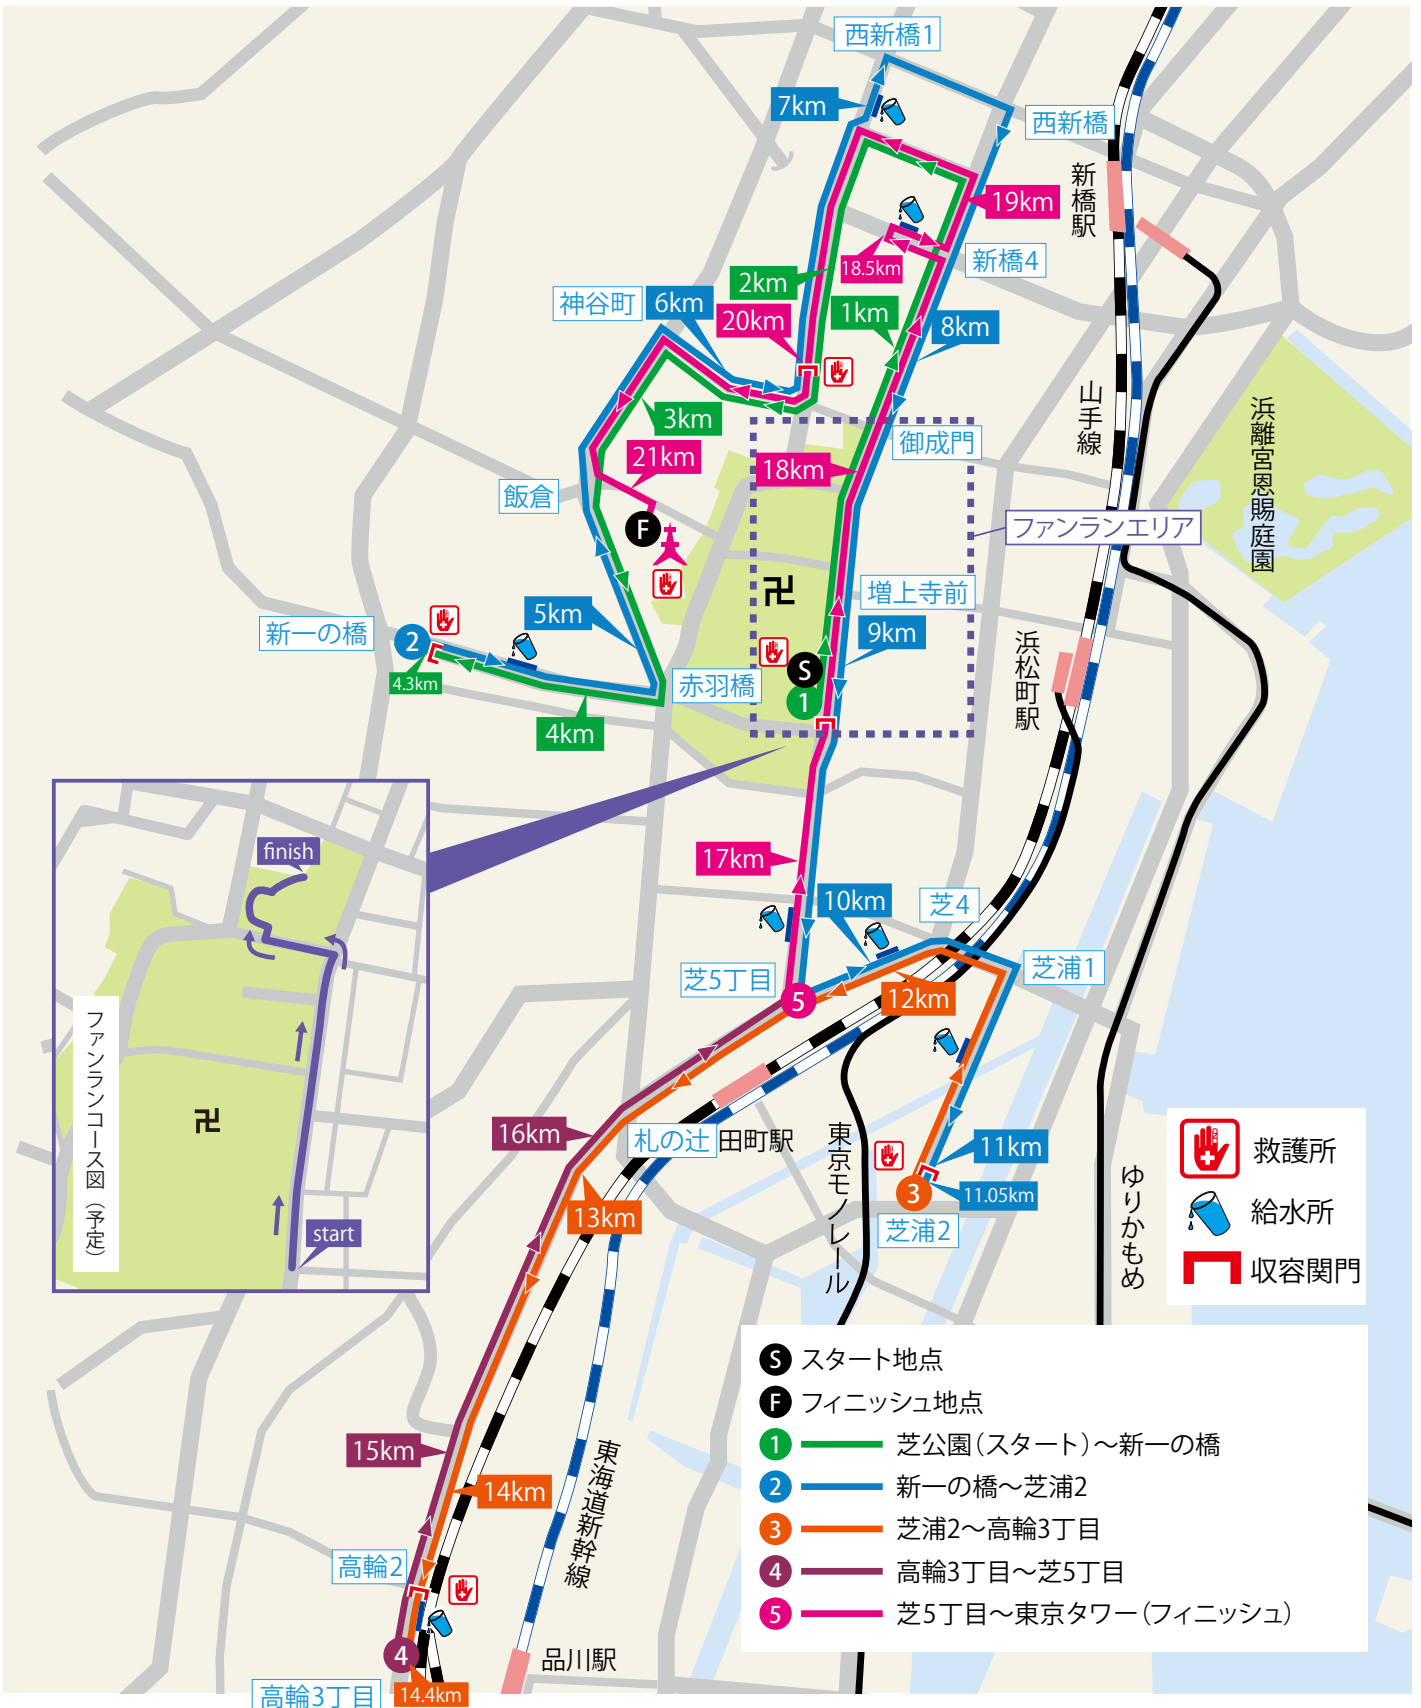 西新橋1
7km
西新橋
新橋駅
19km
新橋4
18.5km
2km
神谷町
6km
20km
1km
8km
山手線
3km
浜離宮恩賜庭園
御成門
21km
18km
飯倉
F
ファンランエリア
増上寺前
5km
新一の橋
2
9km
浜松町駅
S
赤羽橋
4.3km
1
4km
finish
17km
10km
芝4
芝浦1
芝5丁目
5
12km
ファンランコース図(予定)
start
16km
札の辻
田町駅
東京モノレール
11km
11.05km
3
芝浦2
13km
ゆりかもめ
救護所
給水所
収容関門
15km
14km
東海道新幹線
高輪2
4
品川駅
高輪3丁目
14.4km
S スタート地点
F フィニッシュ地点
1 芝公園(スタート)～新一の橋
2 新一の橋～芝浦2
3 芝浦2～高輪3丁目
4 高輪3丁目～芝5丁目
5 芝5丁目～東京タワー(フィニッシュ)